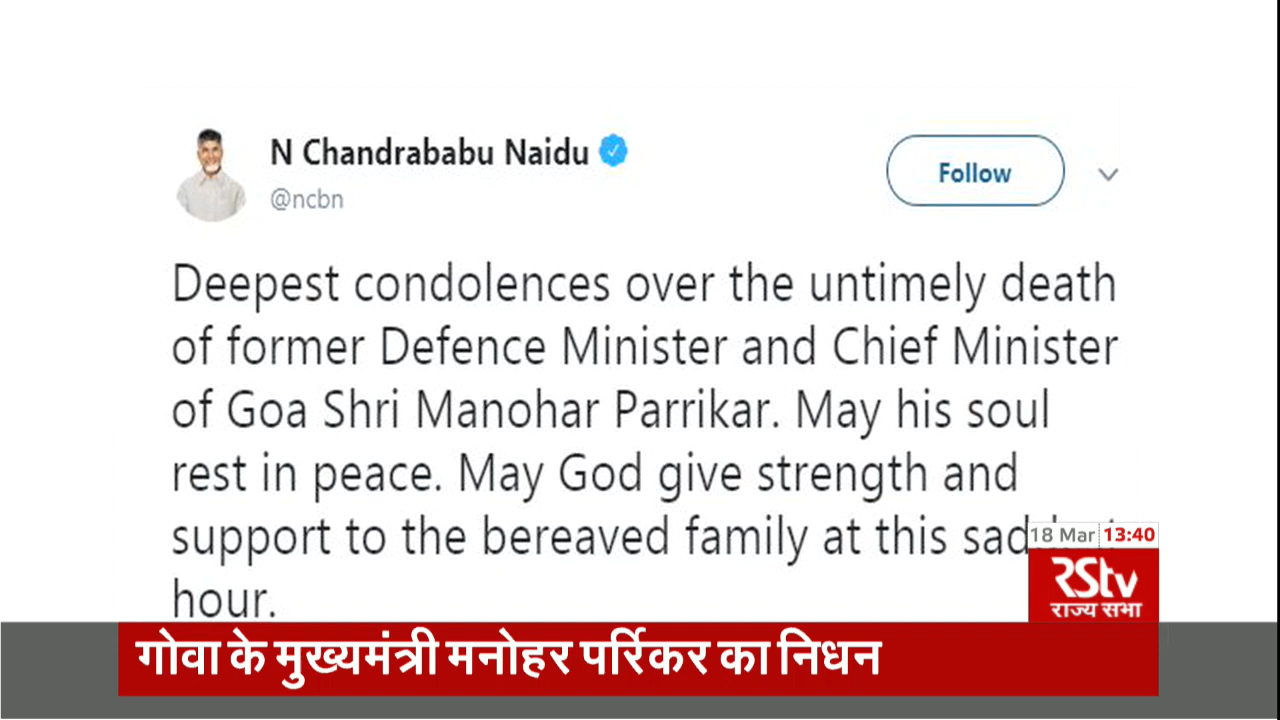 N Chandrababu Naidu
@ncbn
Follow
Deepest condolences over the untimely death
of former Defence Minister and Chief Minister
of Goa Shri Manohar Parrikar. May his soul
rest in peace. May God give strength and
support to the bereaved family at this
hour.
18 Mar 13:40
RStv
राज्य सभा
गोवा के मुख्यमंत्री मनोहर पर्रिकर का निधन